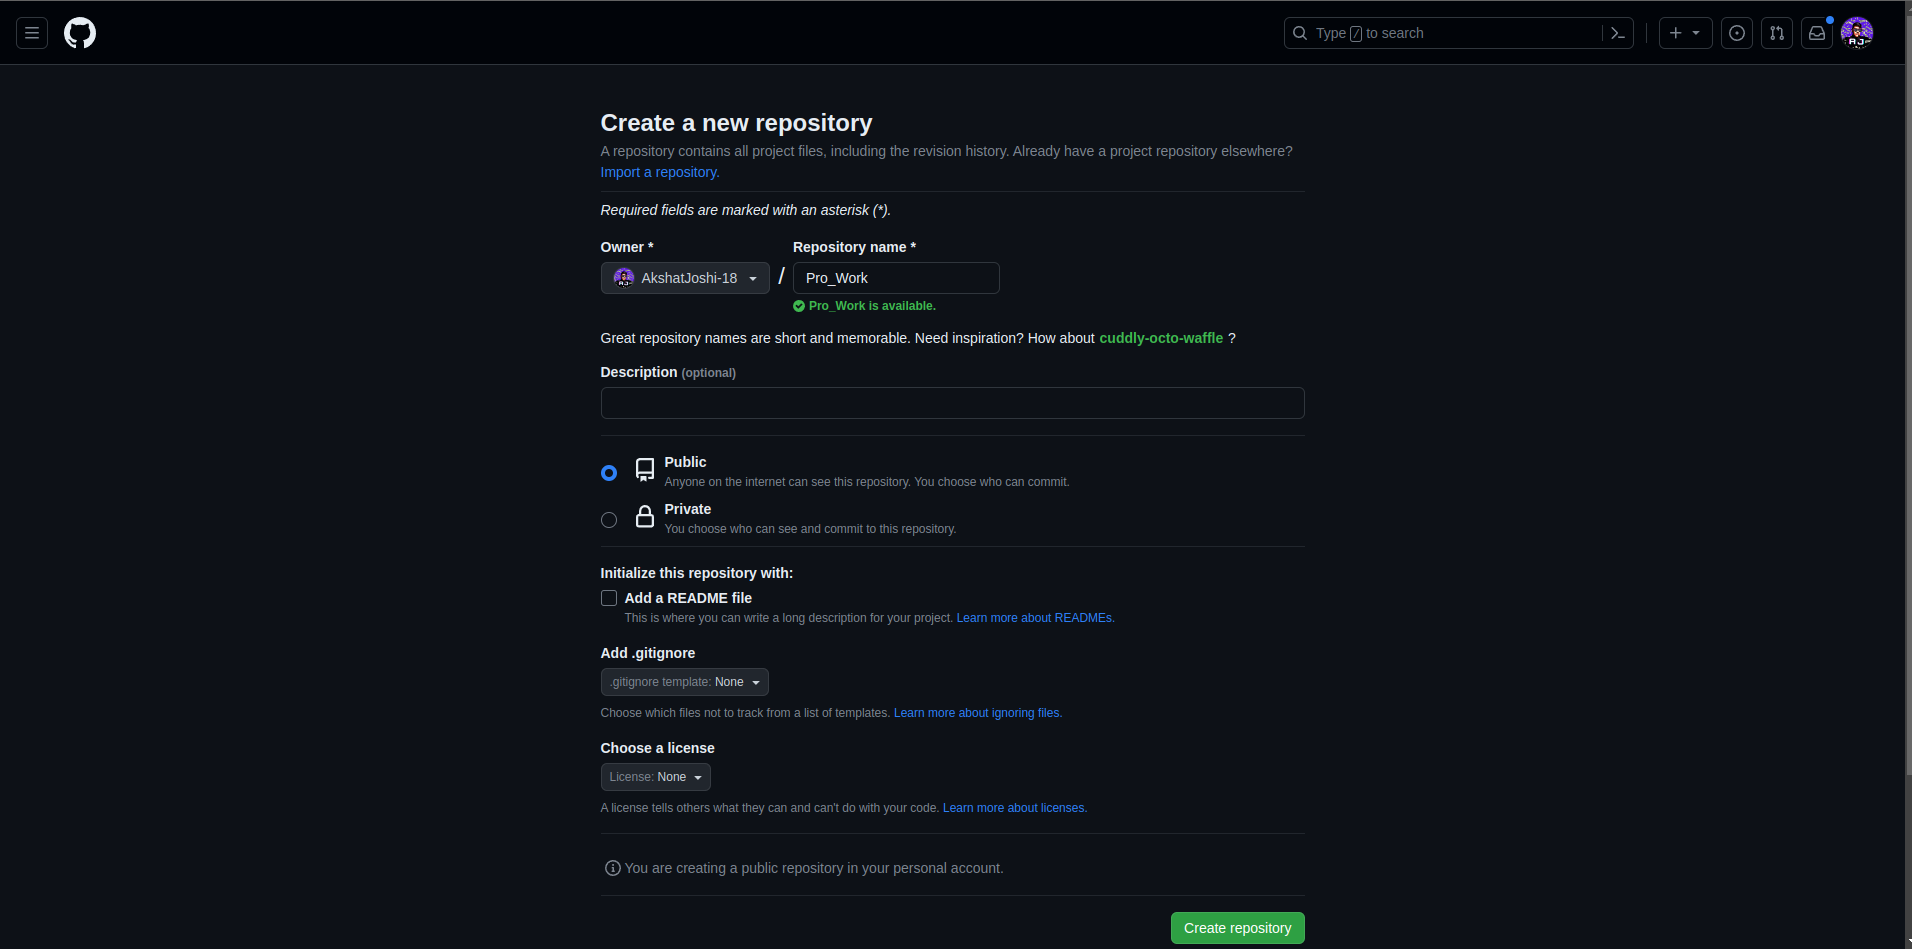 Type / to search
Create a new repository
A repository contains all project files, including the revision history. Already have a project repository elsewhere?
Import a repository.
Required fields are marked with an asterisk (*).
Owner * Repository name *
AkshatJoshi-18 / Pro_Work
Pro_Work is available.
Great repository names are short and memorable. Need inspiration? How about cuddly-octo-waffle ?
Description (optional)
Public
Anyone on the internet can see this repository. You choose who can commit.
Private
You choose who can see and commit to this repository.
Initialize this repository with:
Add a README file
This is where you can write a long description for your project. Learn more about READMEs.
Add .gitignore
.gitignore template: None
Choose which files not to track from a list of templates. Learn more about ignoring files.
Choose a license
License: None
A license tells others what they can and can't do with your code. Learn more about licenses.
You are creating a public repository in your personal account.
Create repository